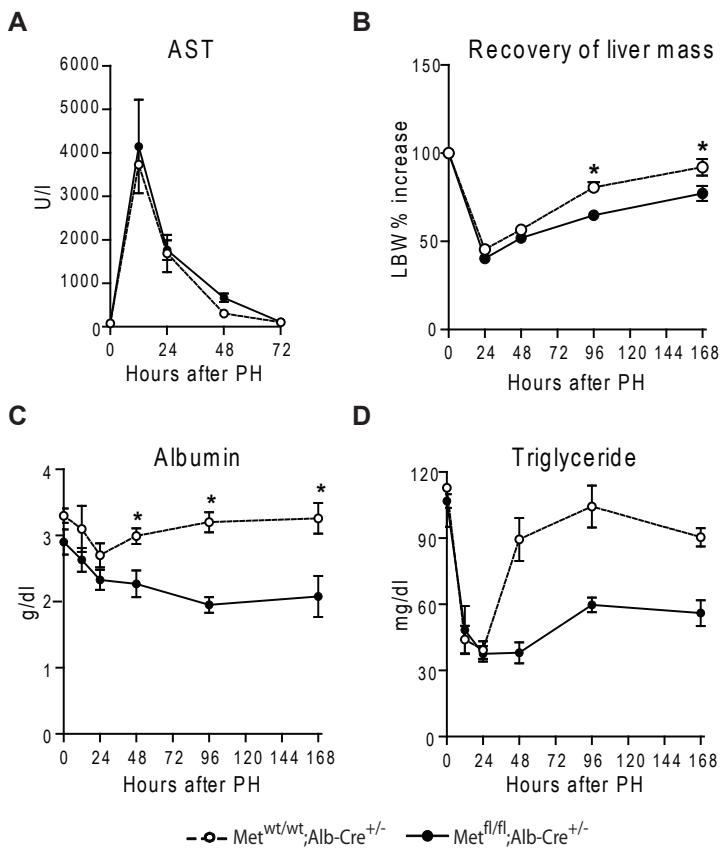 A
AST
6000
5000
4000
3000
2000
1000
0
U/l
0 24 48 72
Hours after PH
B
Recovery of liver mass
150
100
50
0
LBW% increase
* *
0 24 48 72 96 120 144 168
Hours after PH
C
Albumin
4
3
2
1
0
g/dl
* * *
0 24 48 72 96 120 144 168
Hours after PH
D
Triglyceride
120
90
60
30
0
mg/dl
0 24 48 72 96 120 144 168
Hours after PH
Met^wt/wt;Alb-Cre^+/- Met^fl/fl;Alb-Cre^+/-